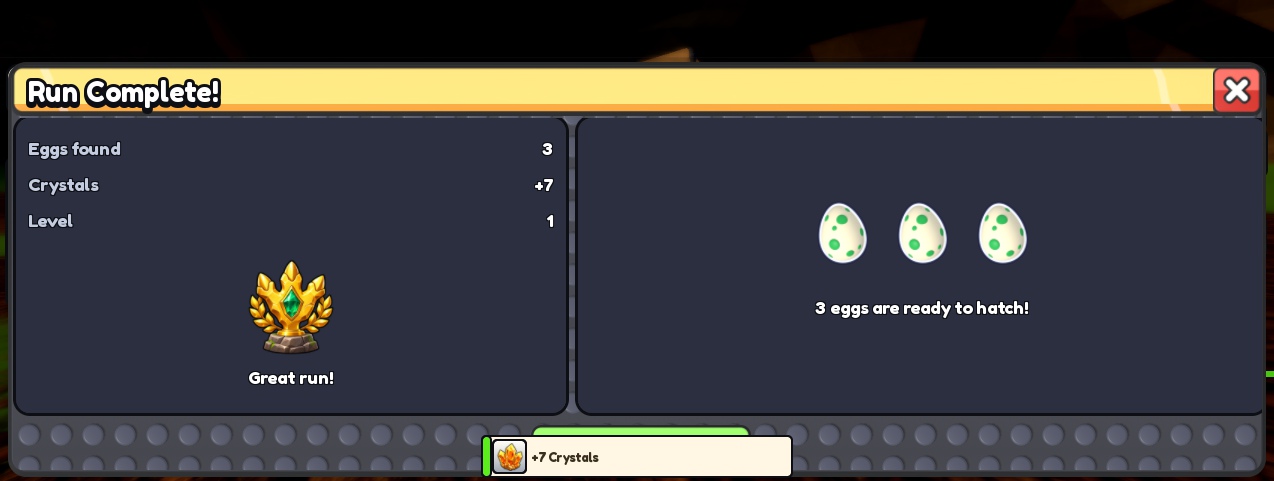 Run Complete!
Eggs found 3
Crystals +7
Level 1
Great run!
3 eggs are ready to hatch!
+7 Crystals